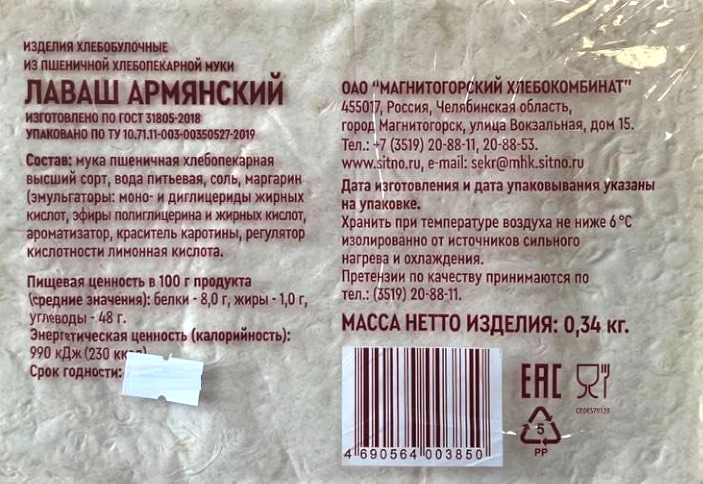 ИЗДЕЛИЯ ХЛЕБОБУЛОЧНЫЕ
ИЗ ПШЕНИЧНОЙ ХЛЕБОПЕКАРНОЙ МУКИ
ЛАВАШ АРМЯНСКИЙ
ИЗГОТОВЛЕНО ПО ГОСТ 31805-2018
УПАКОВАНО ПО ТУ 10.71.11-003-00350527-2019
Состав: мука пшеничная хлебопекарная
высший сорт, вода питьевая, соль, маргарин
(эмульгаторы: моно- и диглицериды жирных
кислот, эфиры полиглицерина и жирных кислот,
ароматизатор, краситель каротины, регулятор
кислотности лимонная кислота.
Пищевая ценность в 100 г продукта
(средние значения): белки - 8,0 г, жиры - 1,0 г,
углеводы - 48 г.
Энергетическая ценность (калорийность):
990 кДж (230 ккал)
Срок годности:
ОАО "МАГНИТОГОРСКИЙ ХЛЕБОКОМБИНАТ"
455017, Россия, Челябинская область,
город Магнитогорск, улица Вокзальная, дом 15.
Тел.: +7 (3519) 20-88-11, 20-88-53.
www.sitno.ru, e-mail: sekr@mhk.sitno.ru
Дата изготовления и дата упаковывания указаны
на упаковке.
Хранить при температуре воздуха не ниже 6 °С
изолированно от источников сильного
нагрева и охлаждения.
Претензии по качеству принимаются по
тел.: (3519) 20-88-11.
МАССА НЕТТО ИЗДЕЛИЯ: 0,34 кг.
EAC
5
PP
4 690564 003850